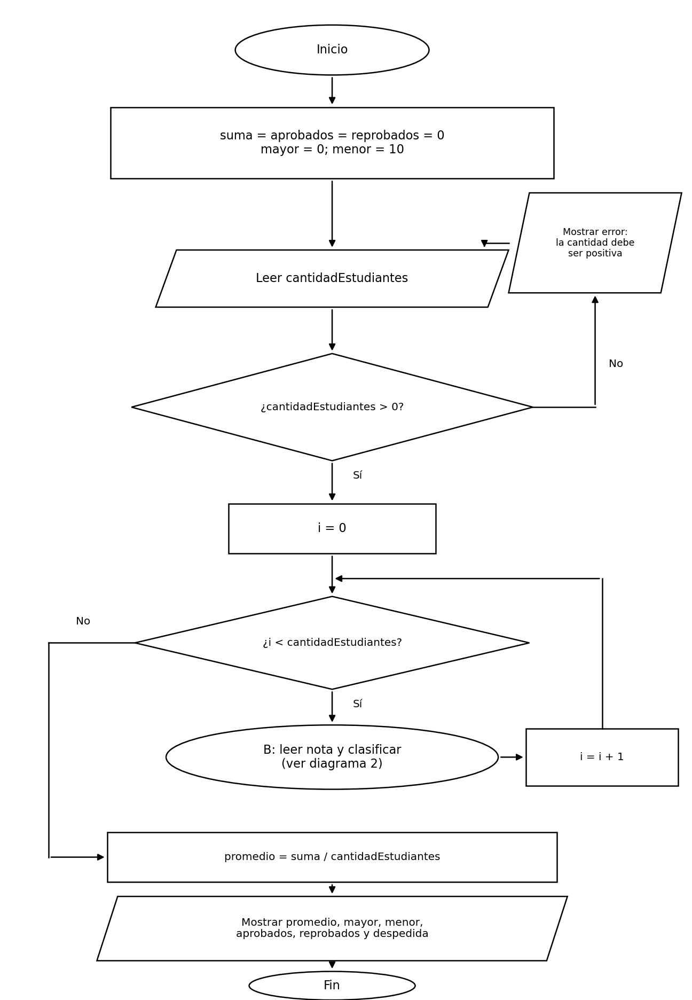 Inicio
suma = aprobados = reprobados = 0
mayor = 0; menor = 10
Mostrar error:
la cantidad debe
ser positiva
Leer cantidadEstudiantes
No
¿cantidadEstudiantes > 0?
Sí
i = 0
No
¿i < cantidadEstudiantes?
Sí
B: leer nota y clasificar
(ver diagrama 2)
i = i + 1
promedio = suma / cantidadEstudiantes
Mostrar promedio, mayor, menor,
aprobados, reprobados y despedida
Fin